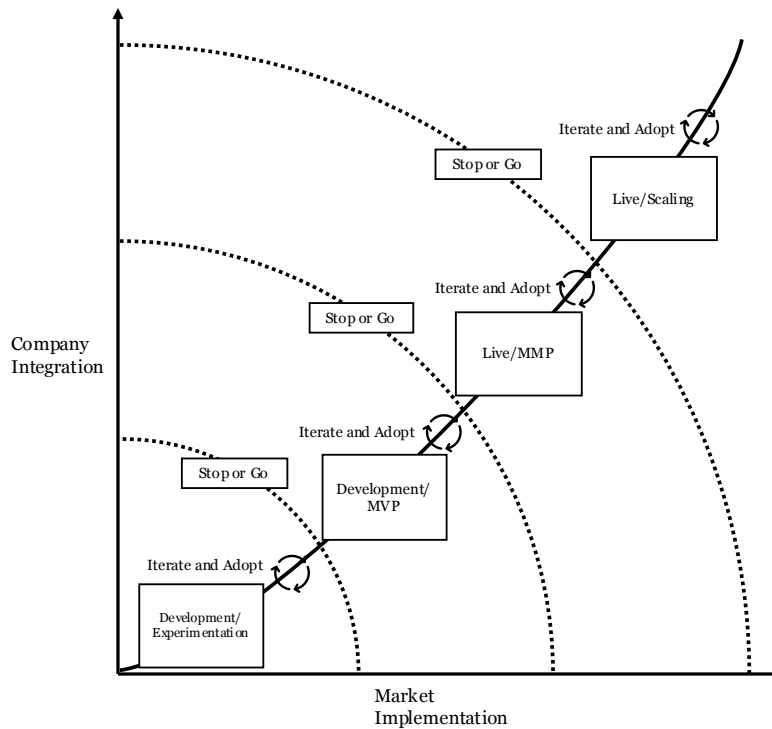 Iterate and Adopt
Stop or Go
Live/Scaling
Iterate and Adopt
Stop or Go
Live/MMP
Company
Integration
Iterate and Adopt
Stop or Go
Development/
MVP
Iterate and Adopt
Development/
Experimentation
Market
Implementation